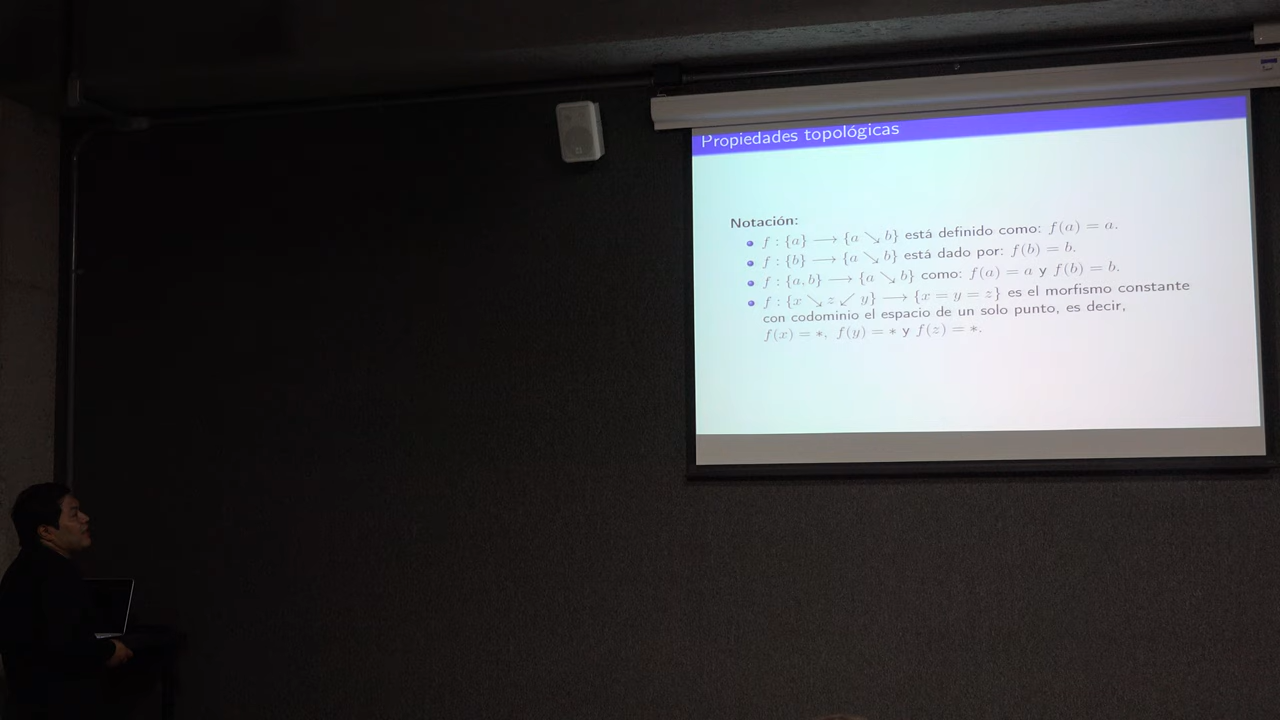 Propiedades topológicas
Notación:
f : {a} ⟶ {a ↘ b} está definido como: f(a) = a.
f : {b} ⟶ {a ↘ b} está dado por: f(b) = b.
f : {a, b} ⟶ {a ↘ b} como: f(a) = a y f(b) = b.
f : {x ↘ z ↙ y} ⟶ {x = y = z} es el morfismo constante
con codominio el espacio de un solo punto, es decir,
f(x) = ∗, f(y) = ∗ y f(z) = ∗.